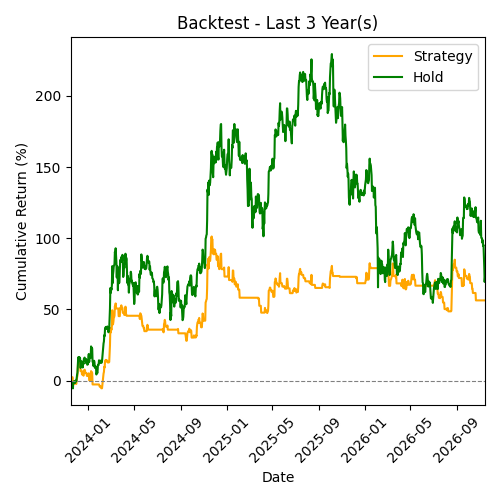 Backtest - Last 3 Year(s)
Strategy
Hold
Cumulative Return (%)
200
150
100
50
0
2024-01
2024-05
2024-09
2025-01
2025-05
2025-09
2026-01
2026-05
2026-09
Date